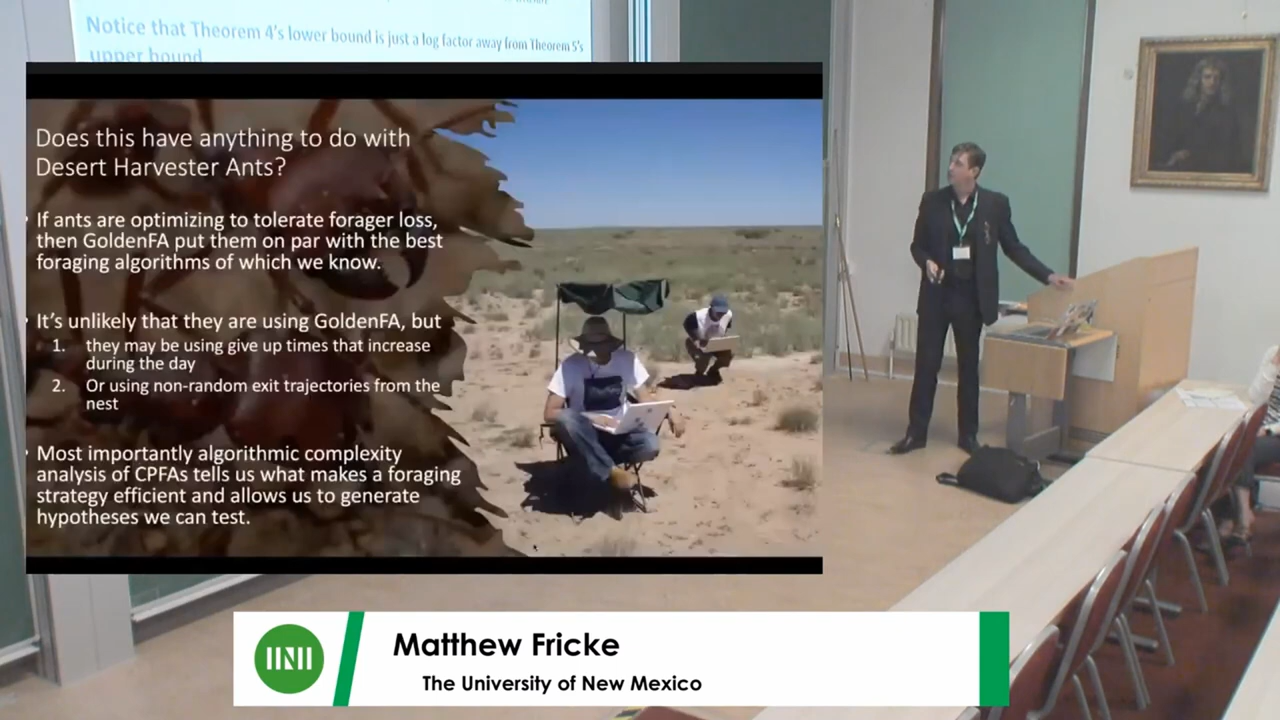 Notice that Theorem 4's lower bound is just a log factor away from Theorem 5's
upper bound
Does this have anything to do with
Desert Harvester Ants?
If ants are optimizing to tolerate forager loss,
then GoldenFA put them on par with the best
foraging algorithms of which we know.
It's unlikely that they are using GoldenFA, but
1. they may be using give up times that increase
during the day
2. Or using non-random exit trajectories from the
nest
Most importantly algorithmic complexity
analysis of CPFAs tells us what makes a foraging
strategy efficient and allows us to generate
hypotheses we can test.
Matthew Fricke
The University of New Mexico